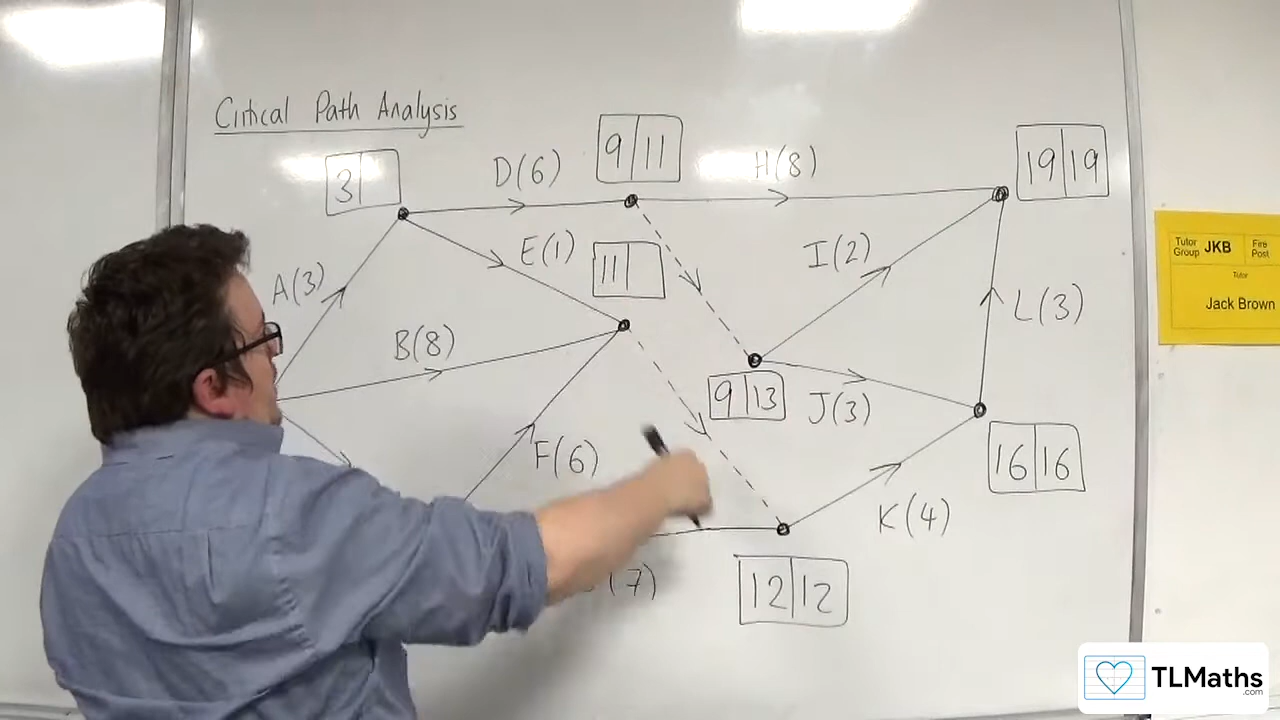 Critical Path Analysis
9 11
3
D(6)
H(8)
19 19
E(1)
11
A(3)
I(2)
L(3)
B(8)
9 13
J(3)
F(6)
16 16
K(4)
(7)
12 12
Tutor Group JKB Fire Post
Tutor
Jack Brown
TLMaths
.com